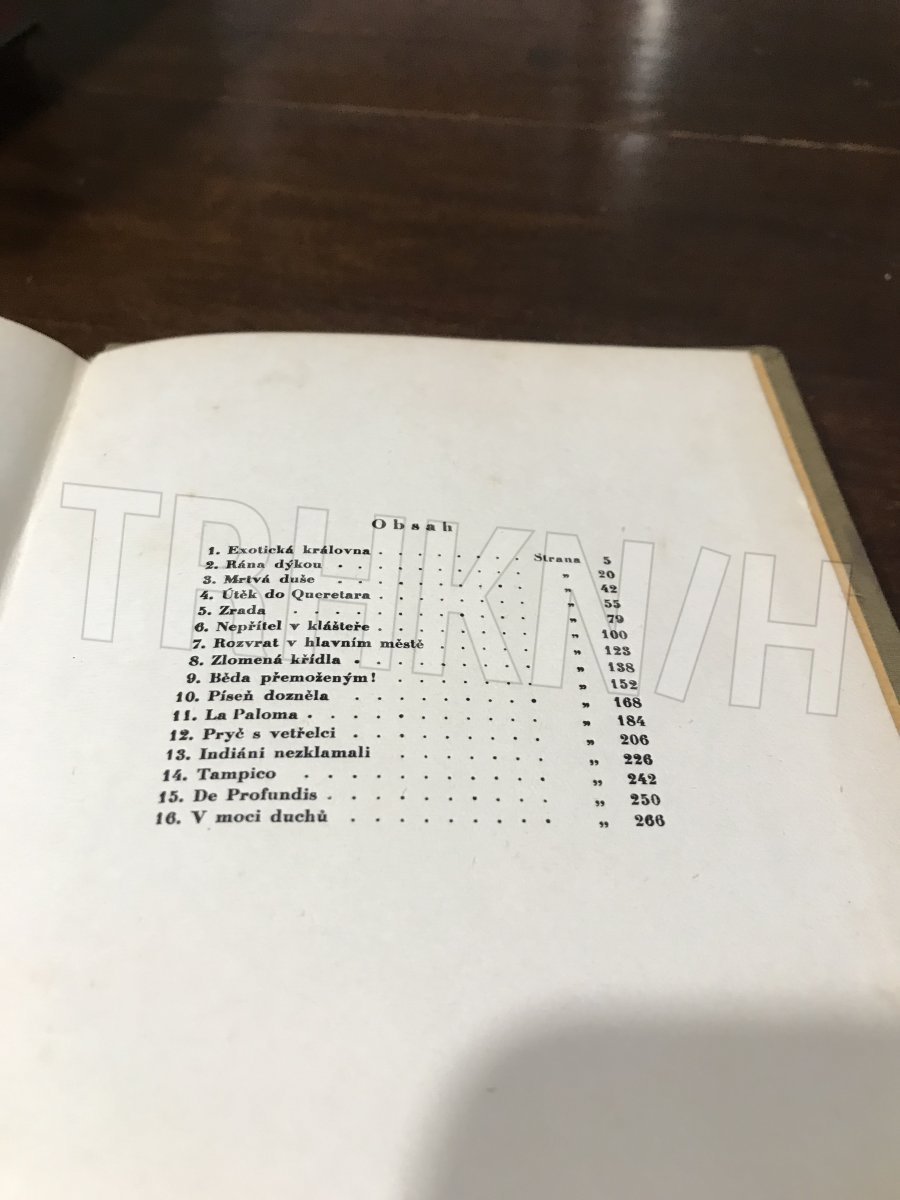 Obsah
1. Exotická královna . . . . . . . . Strana 5
2. Rána dýkou . . . . . . . . „ 20
3. Mrtvá duše . . . . . . . . „ 42
4. Útěk do Queretara . . . . . . . „ 55
5. Zrada . . . . . . . . . . „ 79
6. Nepřítel v klášteře . . . . . . . „ 100
7. Rozvrat v hlavním městě . . . . . „ 123
8. Zlomená křídla . . . . . . . . „ 138
9. Běda přemoženým! . . . . . . . „ 152
10. Píseň dozněla . . . . . . . . „ 168
11. La Paloma . . . . . . . . . „ 184
12. Pryč s vetřelci . . . . . . . . „ 206
13. Indiáni nezklamali . . . . . . „ 226
14. Tampico . . . . . . . . . . „ 242
15. De Profundis . . . . . . . . . „ 250
16. V moci duchů . . . . . . . . . „ 266
TRHKNIH